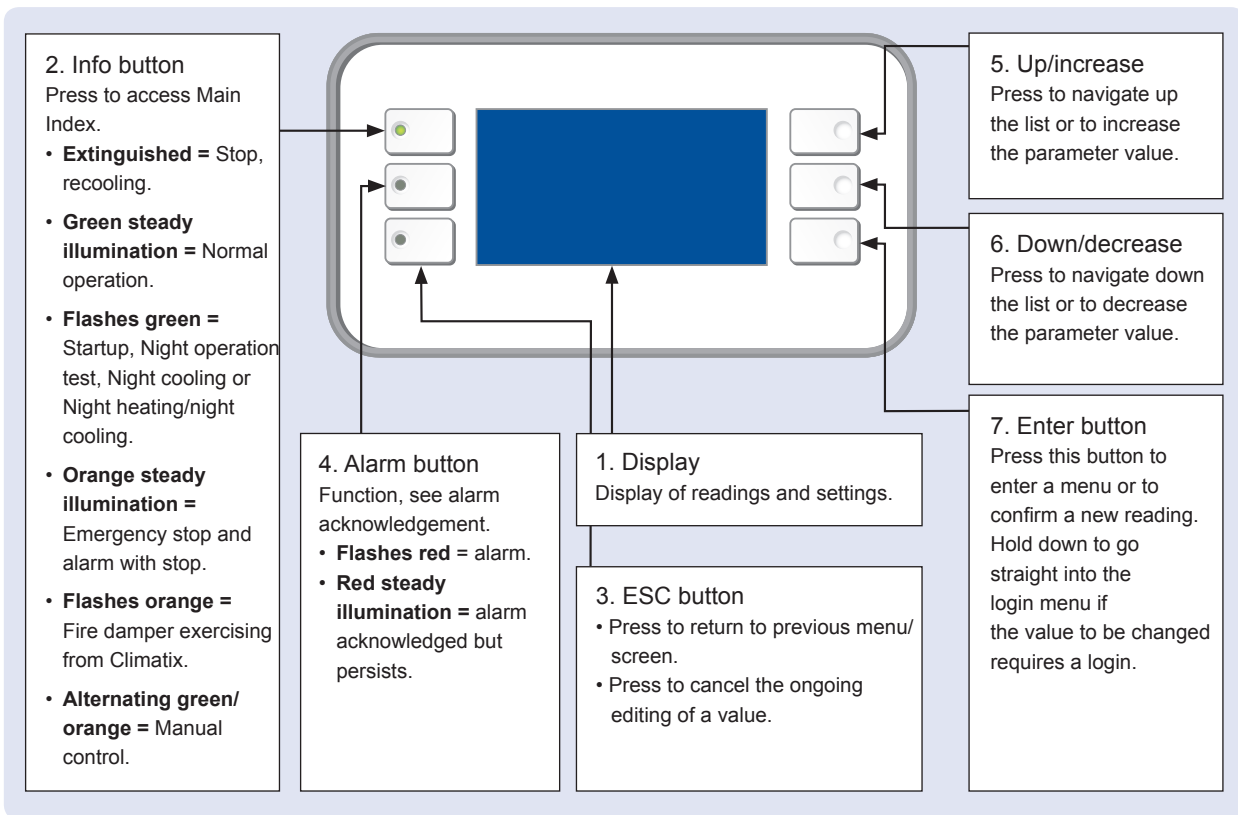 2. Info button
Press to access Main
Index.
• Extinguished = Stop,
recooling.
• Green steady
illumination = Normal
operation.
• Flashes green =
Startup, Night operation
test, Night cooling or
Night heating/night
cooling.
• Orange steady
illumination =
Emergency stop and
alarm with stop.
• Flashes orange =
Fire damper exercising
from Climatix.
• Alternating green/
orange = Manual
control.
4. Alarm button
Function, see alarm
acknowledgement.
• Flashes red = alarm.
• Red steady
illumination = alarm
acknowledged but
persists.
1. Display
Display of readings and settings.
3. ESC button
• Press to return to previous menu/
screen.
• Press to cancel the ongoing
editing of a value.
5. Up/increase
Press to navigate up
the list or to increase
the parameter value.
6. Down/decrease
Press to navigate down
the list or to decrease
the parameter value.
7. Enter button
Press this button to
enter a menu or to
confirm a new reading.
Hold down to go
straight into the
login menu if
the value to be changed
requires a login.